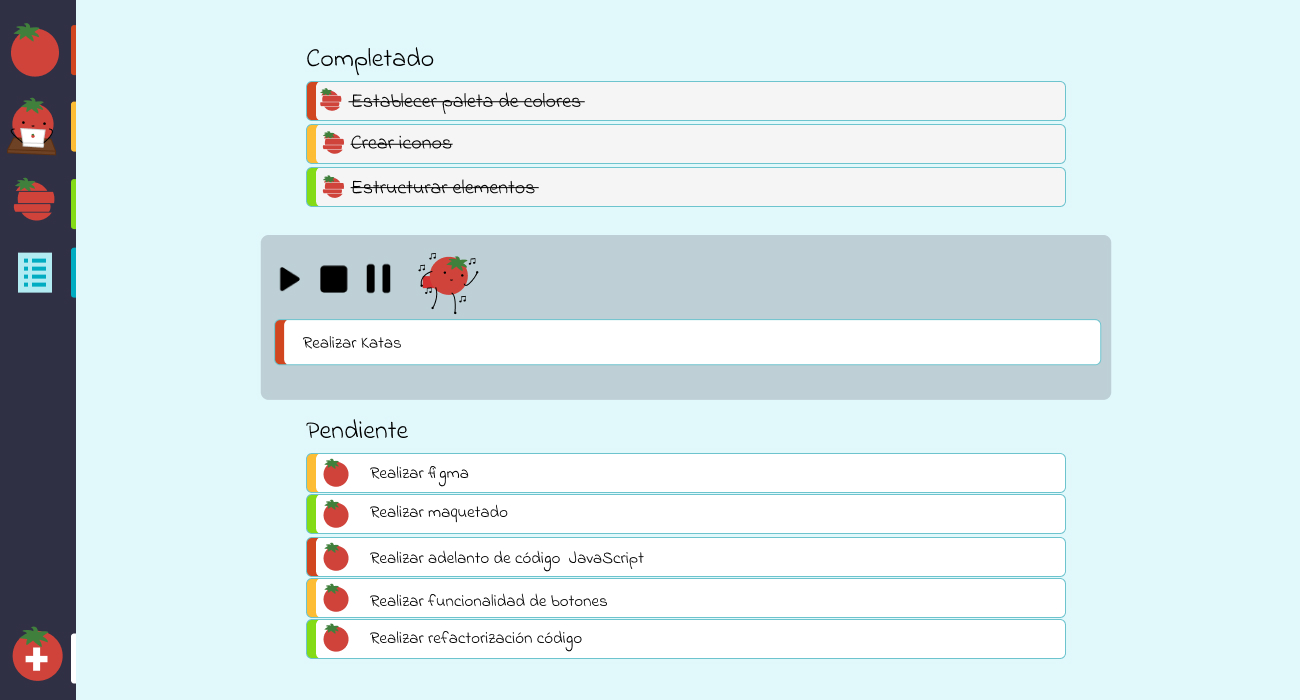 Completado
Establecer paleta de colores
Crear iconos
Estructurar elementos
Realizar Katas
Pendiente
Realizar figma
Realizar maquetado
Realizar adelanto de código JavaScript
Realizar funcionalidad de botones
Realizar refactorización código